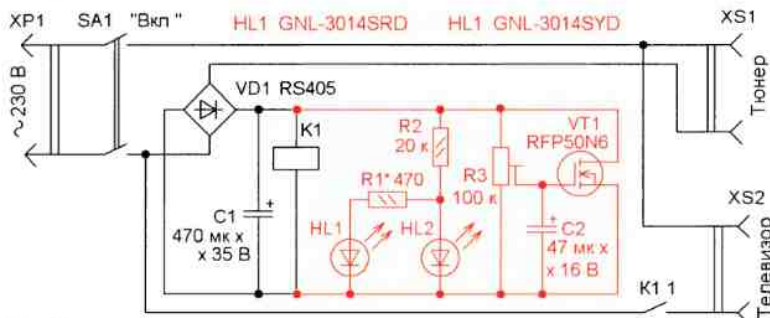 XP1
SA1 "Вкл"
HL1 GNL-3014SRD
HL1 GNL-3014SYD
XS1
~230 В
Тюнер
VD1 RS405
K1
R2
20 к
VT1
RFP50N6
R1* 470
R3
100 к
XS2
C1
470 мк х
х 35 В
HL1
HL2
C2
47 мк х
х 16 В
K1 1
Телевизор